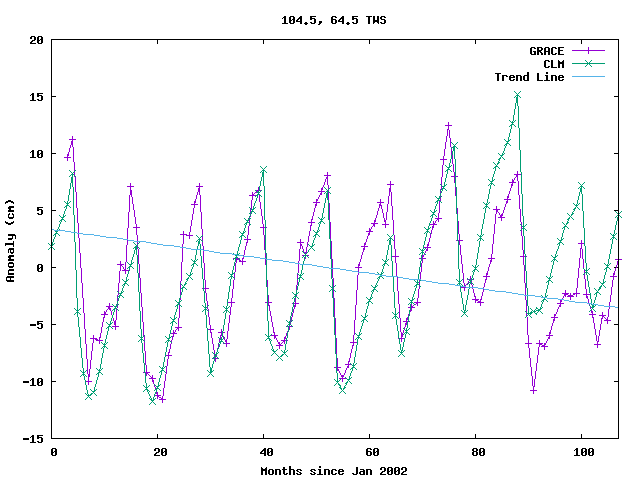 104.5, 64.5 TWS
GRACE
CLM
Trend Line
20
15
10
5
0
-5
-10
-15
Anomaly (cm)
0 20 40 60 80 100
Months since Jan 2002